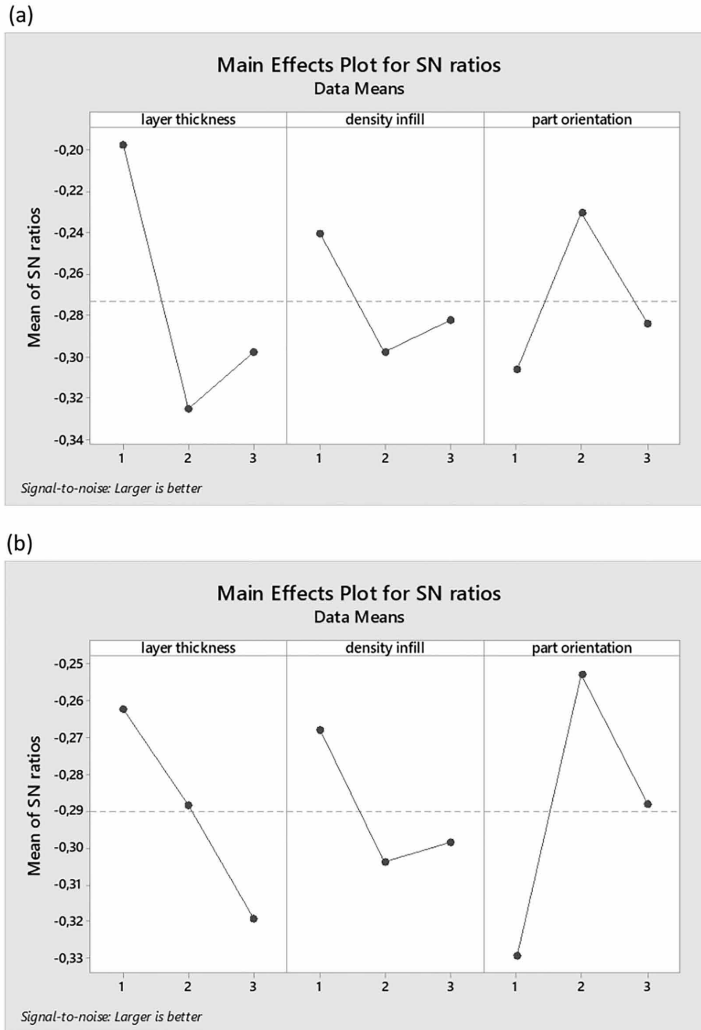 (a)
Main Effects Plot for SN ratios
Data Means
layer thickness density infill part orientation
Mean of SN ratios
-0,20
-0,22
-0,24
-0,26
-0,28
-0,30
-0,32
-0,34
1 2 3 1 2 3 1 2 3
Signal-to-noise: Larger is better
(b)
Main Effects Plot for SN ratios
Data Means
layer thickness density infill part orientation
Mean of SN ratios
-0,25
-0,26
-0,27
-0,28
-0,29
-0,30
-0,31
-0,32
-0,33
1 2 3 1 2 3 1 2 3
Signal-to-noise: Larger is better